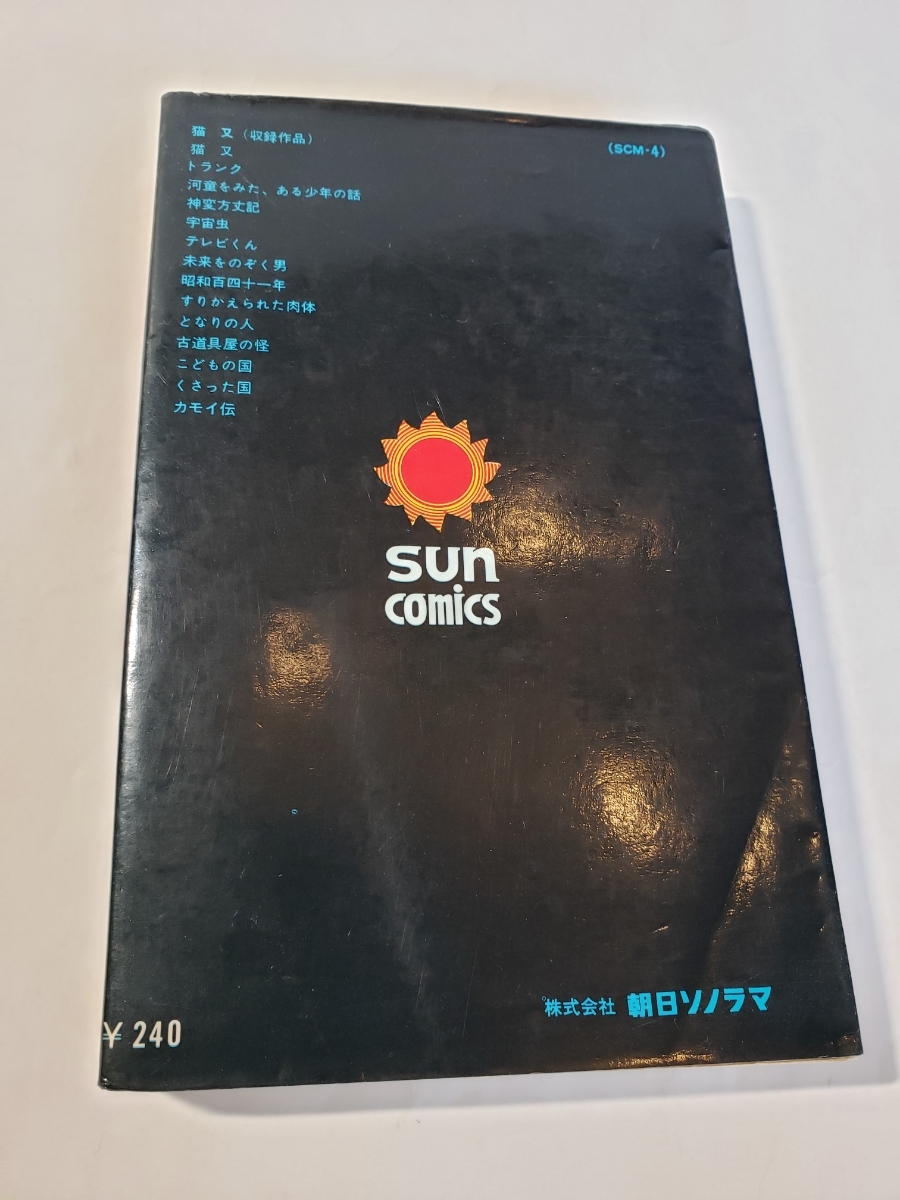 猫 又(収録作品)
(SCM-4)
猫 又
トランク
河童をみた、ある少年の話
神変方丈記
宇宙虫
テレビくん
未来をのぞく男
昭和百四十一年
すりかえられた肉体
となりの人
古道具屋の怪
こどもの国
くさった国
カモイ伝
sun
comics
株式会社 朝日ソノラマ
¥ 240